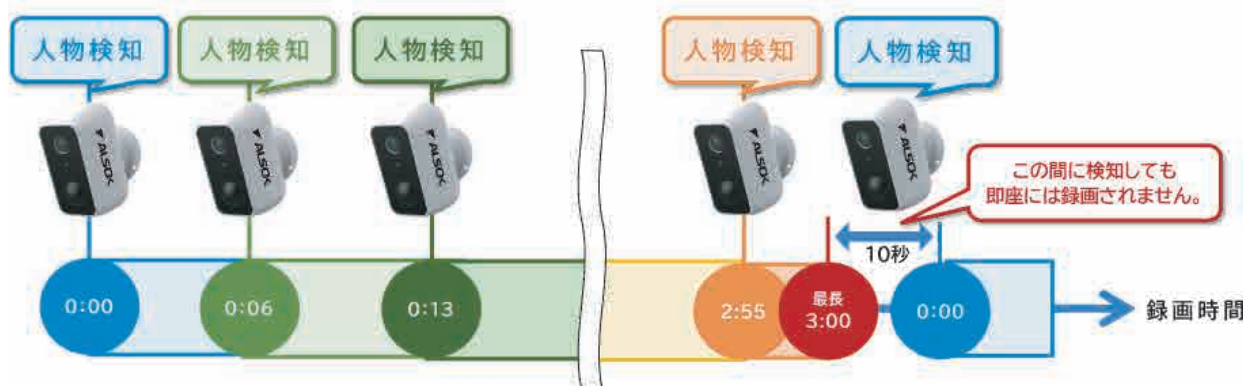 人物検知
人物検知
人物検知
人物検知
人物検知
ALSOK
ALSOK
ALSOK
ALSOK
ALSOK
この間に検知しても
即座には録画されません。
10秒
0:00
0:06
0:13
2:55
最長
3:00
0:00
録画時間